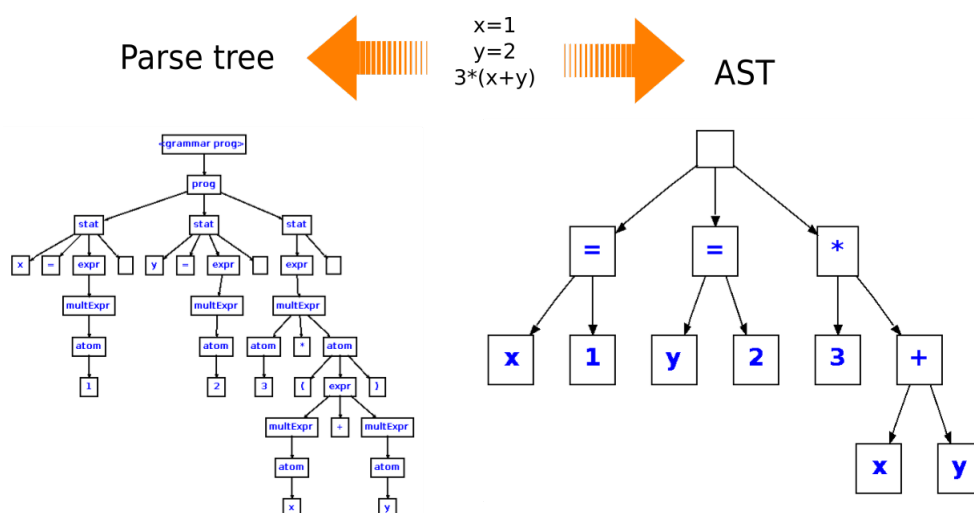 x=1
y=2
3*(x+y)
Parse tree
AST
<grammar prog>
prog
stat stat stat
x = expr y = expr expr
multExpr multExpr multExpr
atom atom atom * atom
1 2 3 ( expr )
multExpr + multExpr
atom atom
x y
= = *
x 1 y 2 3 +
x y